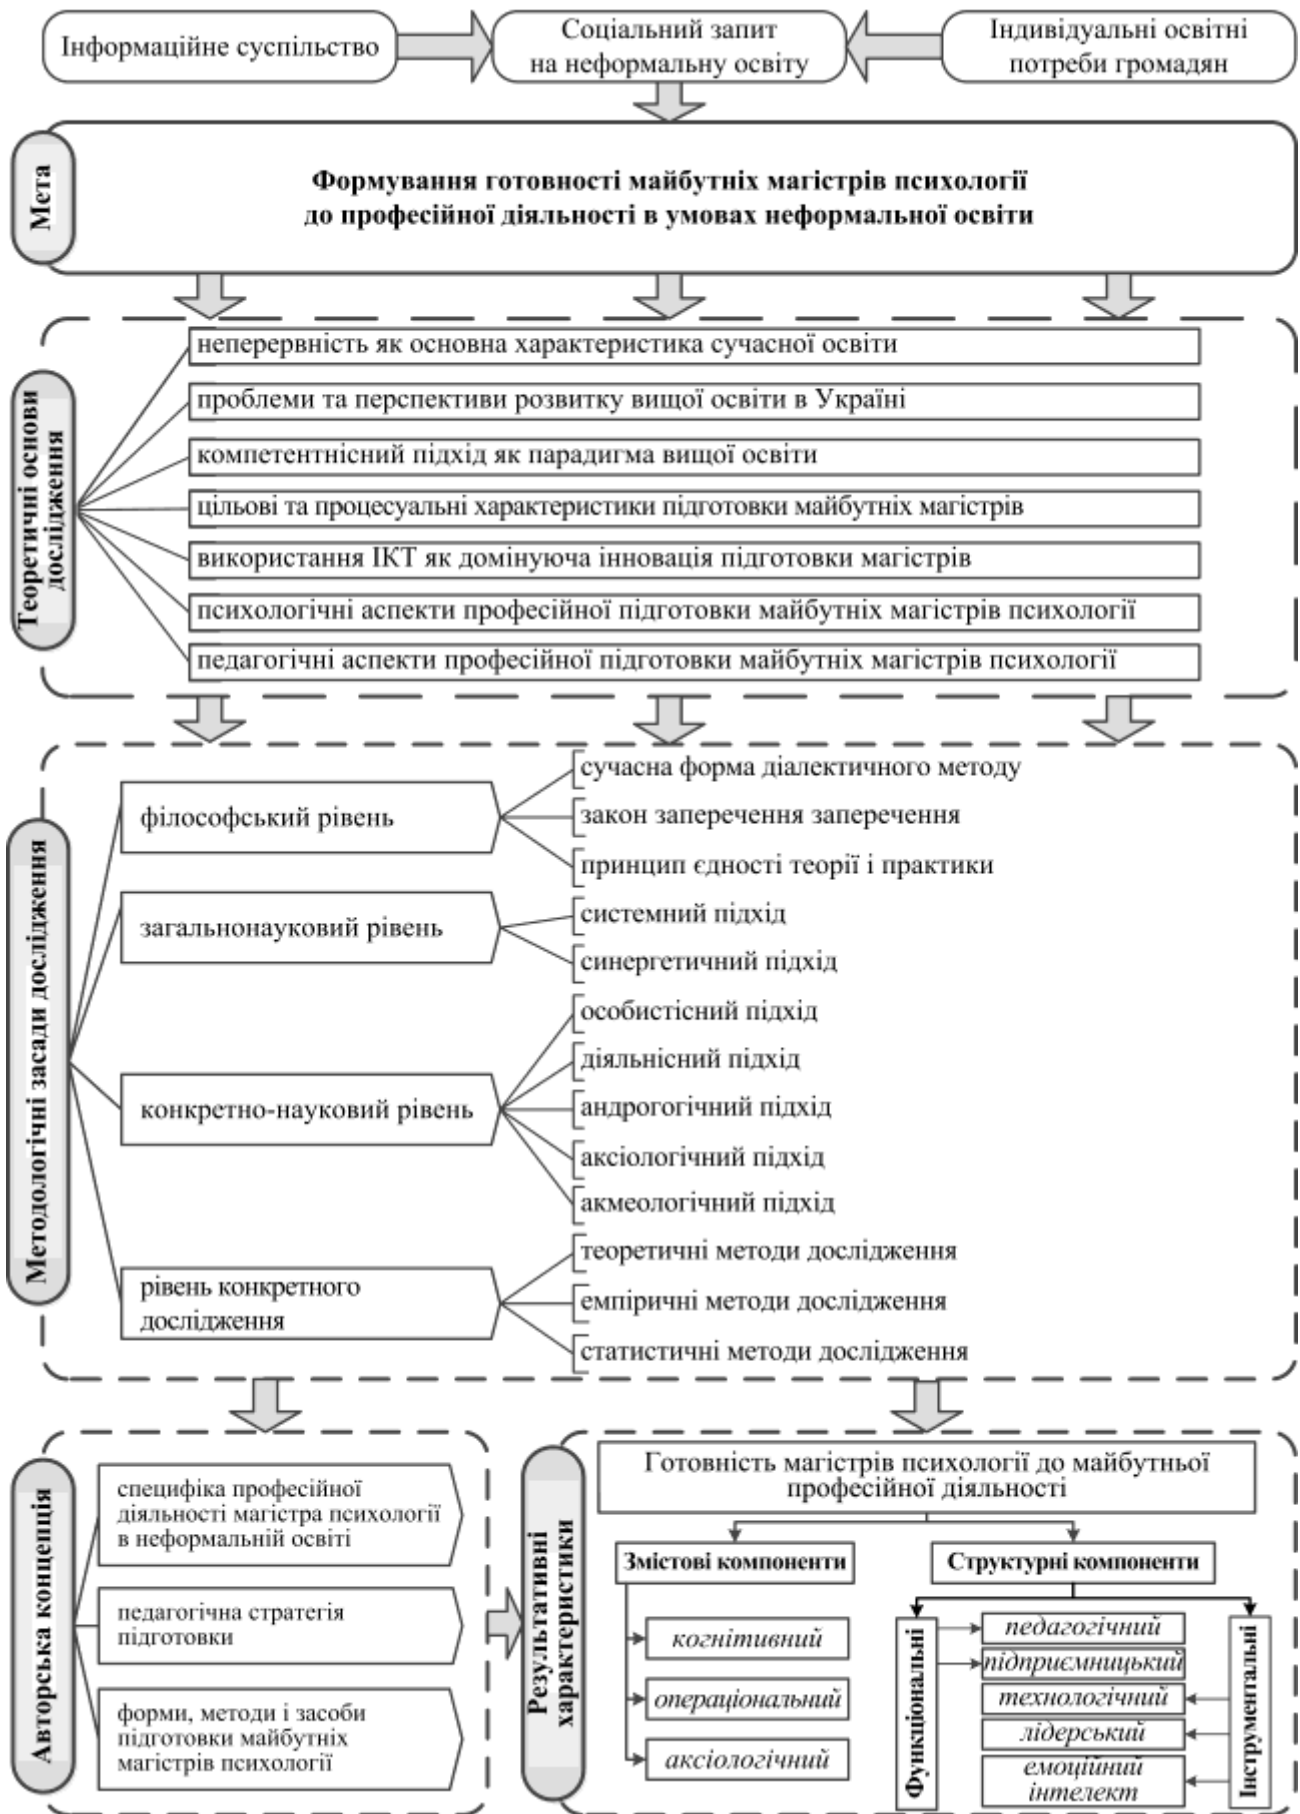 Інформаційне суспільство
Соціальний запит
на неформальну освіту
Індивідуальні освітні
потреби громадян
Мета
Формування готовності майбутніх магістрів психології
до професійної діяльності в умовах неформальної освіти
Теоретичні основи
дослідження
неперервність як основна характеристика сучасної освіти
проблеми та перспективи розвитку вищої освіти в Україні
компетентнісний підхід як парадигма вищої освіти
цільові та процесуальні характеристики підготовки майбутніх магістрів
використання ІКТ як домінуюча інновація підготовки магістрів
психологічні аспекти професійної підготовки майбутніх магістрів психології
педагогічні аспекти професійної підготовки майбутніх магістрів психології
Методологічні засади дослідження
філософський рівень
сучасна форма діалектичного методу
закон заперечення заперечення
принцип єдності теорії і практики
загальнонауковий рівень
системний підхід
синергетичний підхід
конкретно-науковий рівень
особистісний підхід
діяльнісний підхід
андрогогічний підхід
аксіологічний підхід
акмеологічний підхід
рівень конкретного
дослідження
теоретичні методи дослідження
емпіричні методи дослідження
статистичні методи дослідження
Авторська концепція
специфіка професійної
діяльності магістра психології
в неформальній освіті
педагогічна стратегія
підготовки
форми, методи і засоби
підготовки майбутніх
магістрів психології
Результативні
характеристики
Готовність магістрів психології до майбутньої
професійної діяльності
Змістові компоненти
когнітивний
операціональний
аксіологічний
Структурні компоненти
Функціональні
педагогічний
підприємницький
технологічний
лідерський
емоційний
інтелект
Інструментальні